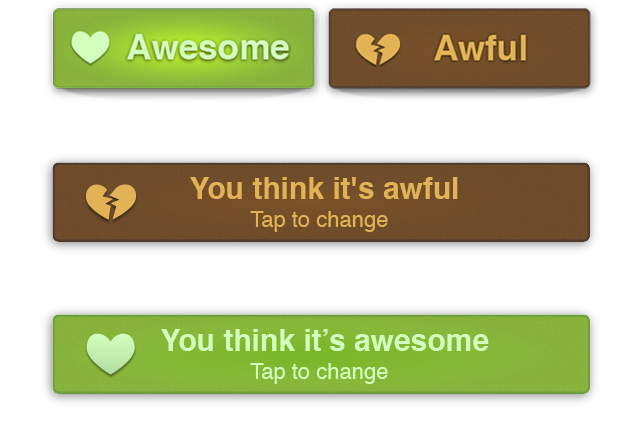 Awesome
Awful
You think it's awful
Tap to change
You think it’s awesome
Tap to change